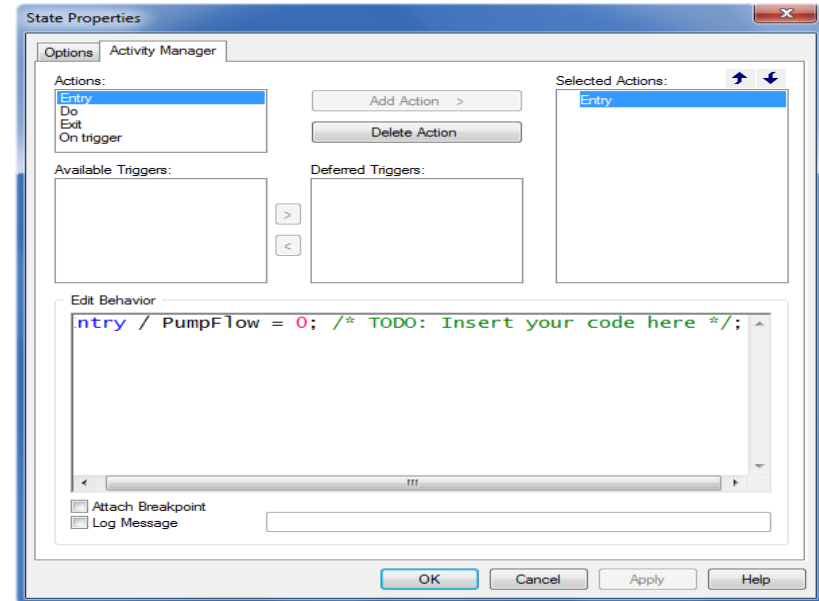 State Properties
Options Activity Manager
Actions:
Entry
Do
Exit
On trigger
Add Action >
Delete Action
Selected Actions:
Entry
Available Triggers:
Deferred Triggers:
>
<
Edit Behavior
ntry / PumpFlow = 0; /* TODO: Insert your code here */;
Attach Breakpoint
Log Message
OK Cancel Apply Help